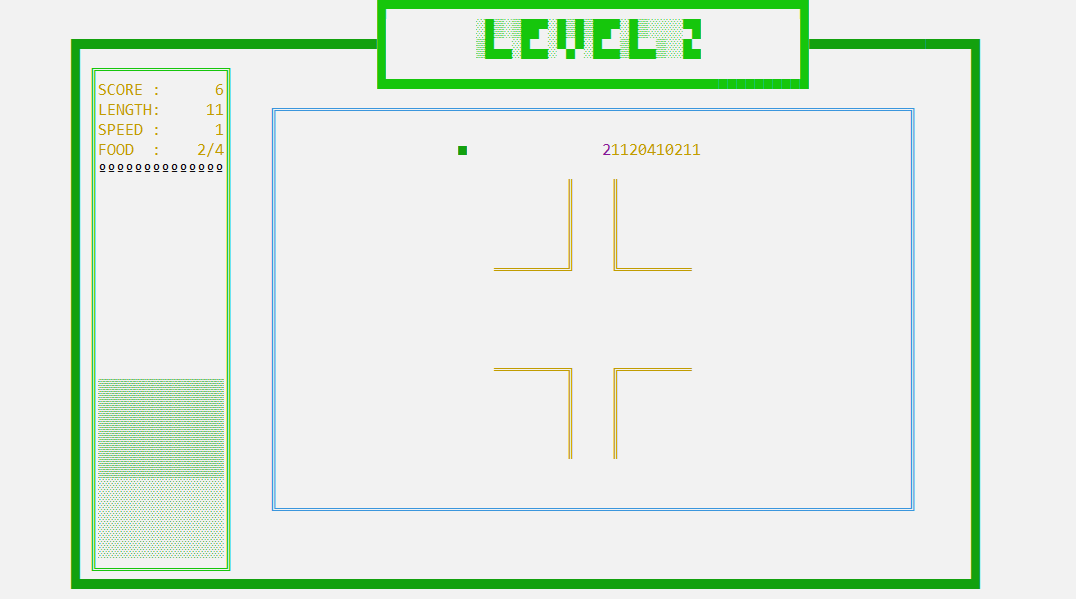 LEVEL 2
SCORE : 6
LENGTH: 11
SPEED : 1
FOOD : 2/4
ºººººººººººººº
21120410211